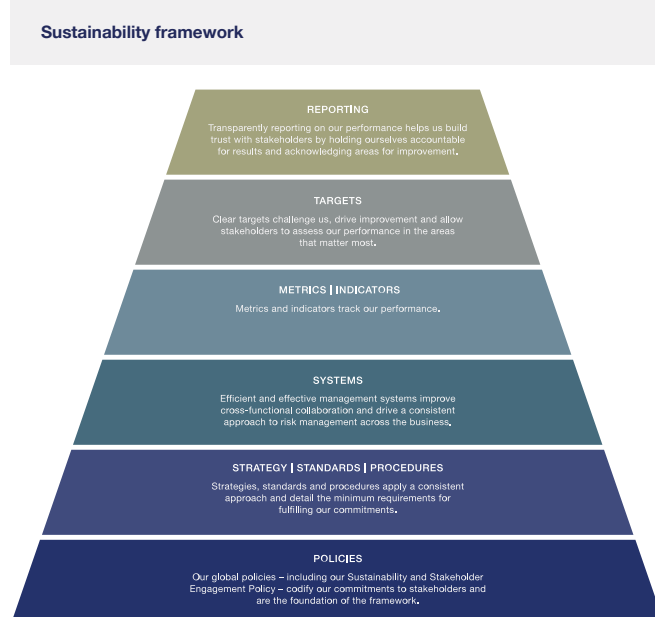 Sustainability framework
REPORTING
Transparently reporting on our performance helps us build
trust with stakeholders by holding ourselves accountable
for results and acknowledging areas for improvement.
TARGETS
Clear targets challenge us, drive improvement and allow
stakeholders to assess our performance in the areas
that matter most.
METRICS | INDICATORS
Metrics and indicators track our performance.
SYSTEMS
Efficient and effective management systems improve
cross-functional collaboration and drive a consistent
approach to risk management across the business.
STRATEGY | STANDARDS | PROCEDURES
Strategies, standards and procedures apply a consistent
approach and detail the minimum requirements for
fulfilling our commitments.
POLICIES
Our global policies – including our Sustainability and Stakeholder
Engagement Policy – codify our commitments to stakeholders and
are the foundation of the framework.